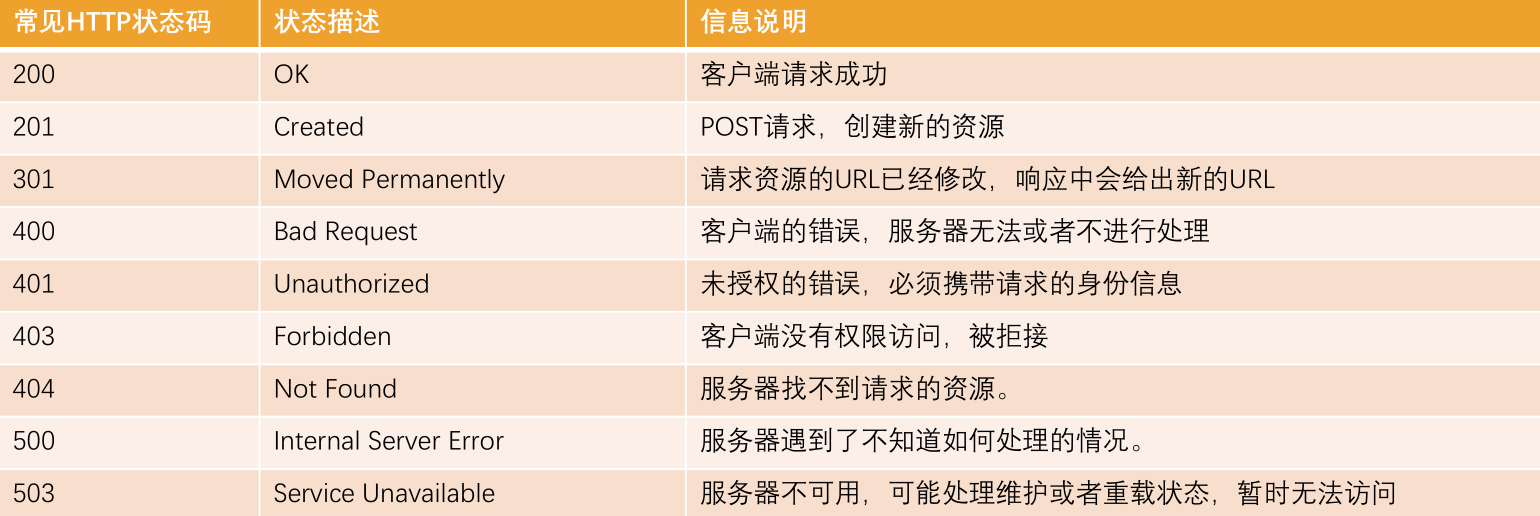 常见HTTP状态码 状态描述 信息说明
200 OK 客户端请求成功
201 Created POST请求，创建新的资源
301 Moved Permanently 请求资源的URL已经修改，响应中会给出新的URL
400 Bad Request 客户端的错误，服务器无法或者不进行处理
401 Unauthorized 未授权的错误，必须携带请求的身份信息
403 Forbidden 客户端没有权限访问，被拒接
404 Not Found 服务器找不到请求的资源。
500 Internal Server Error 服务器遇到了不知道如何处理的情况。
503 Service Unavailable 服务器不可用，可能处理维护或者重载状态，暂时无法访问